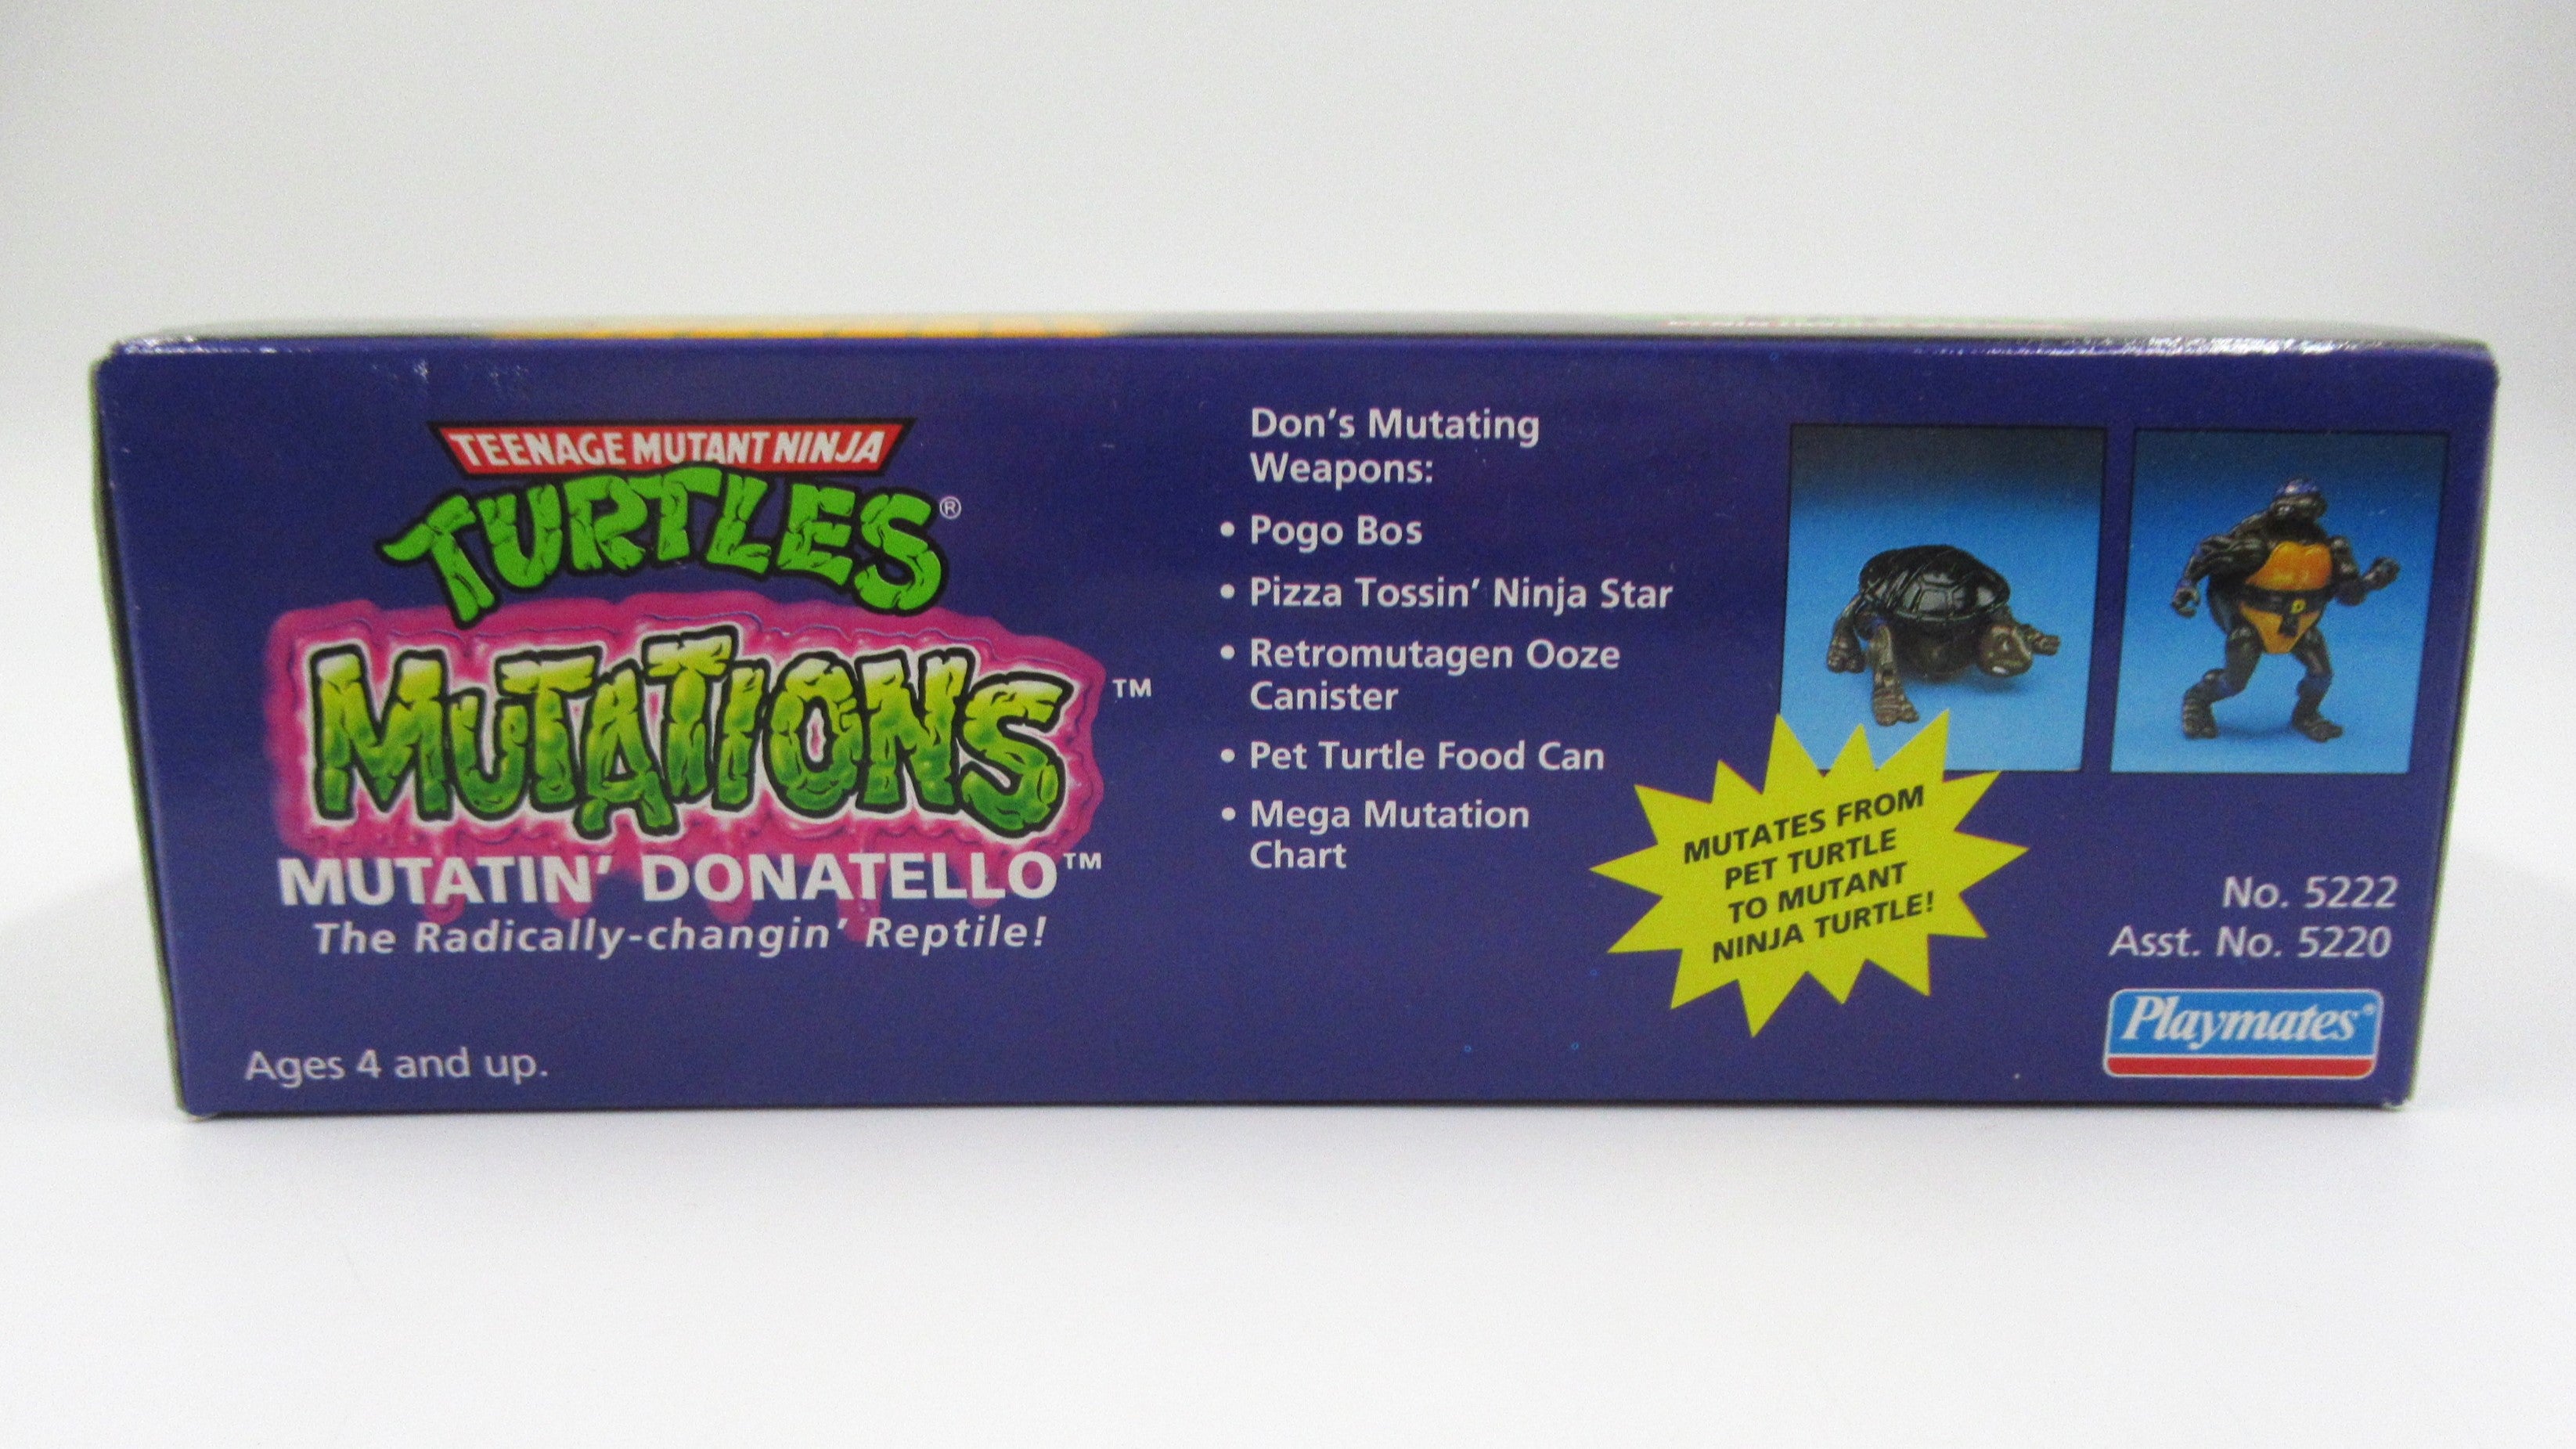 TEENAGE MUTANT NINJA
TURTLES®
MUTATIONS™
MUTATIN' DONATELLO™
The Radically-changin' Reptile!
Ages 4 and up.
Don's Mutating
Weapons:
• Pogo Bos
• Pizza Tossin' Ninja Star
• Retromutagen Ooze
Canister
• Pet Turtle Food Can
• Mega Mutation
Chart
MUTATES FROM
PET TURTLE
TO MUTANT
NINJA TURTLE!
D
No. 5222
Asst. No. 5220
Playmates®